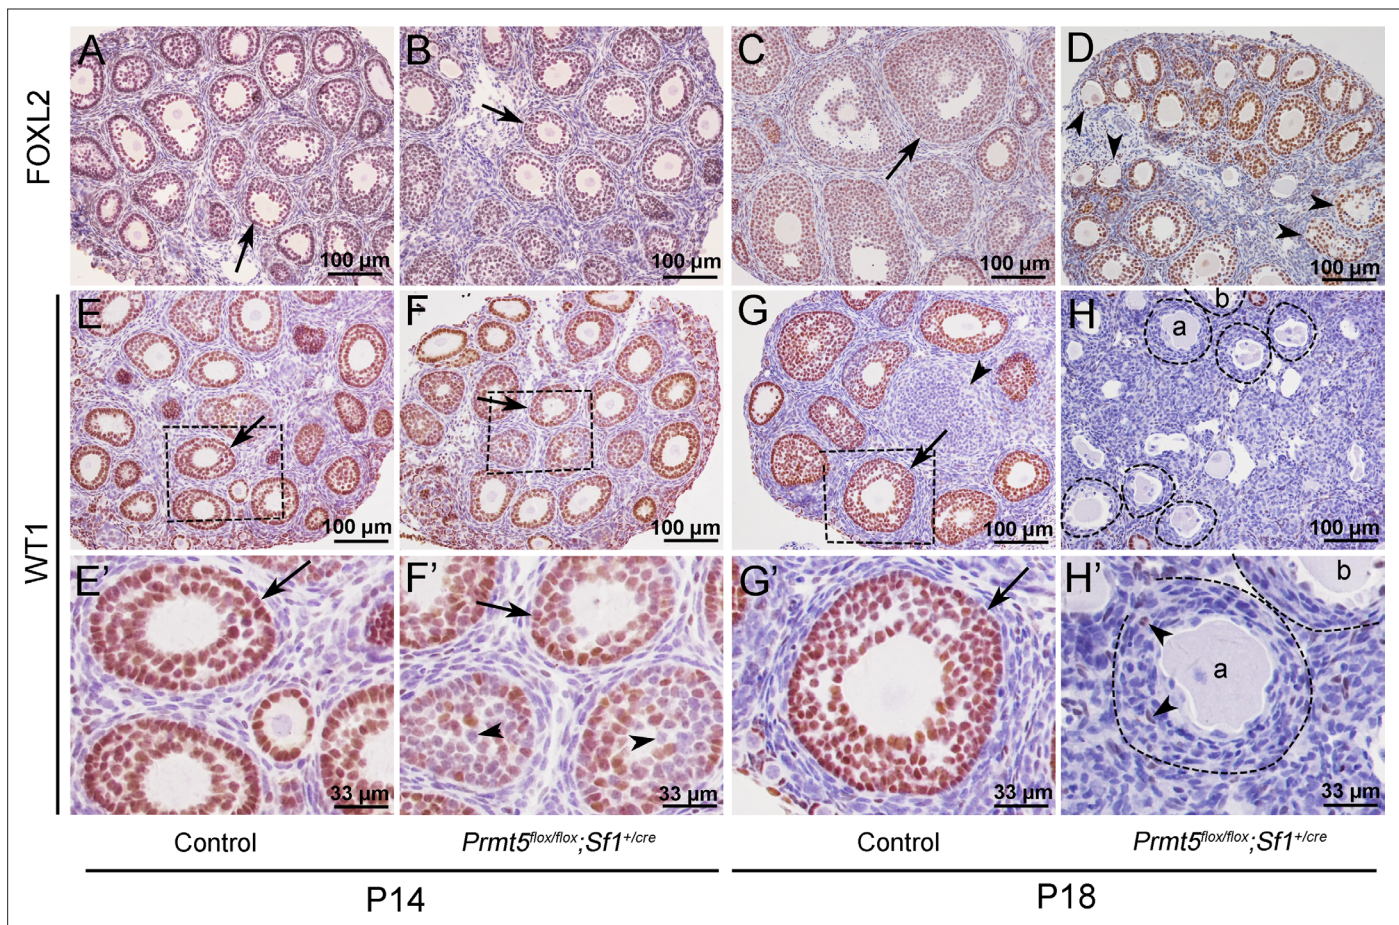 FOXL2
A
100 µm
B
100 µm
C
100 µm
D
100 µm
WT1
E
100 µm
F
100 µm
G
100 µm
H
a
b
100 µm
E'
33 µm
F'
33 µm
G'
33 µm
H'
a
b
33 µm
Control
Prmt5flox/flox;Sf1+/cre
Control
Prmt5flox/flox;Sf1+/cre
P14
P18